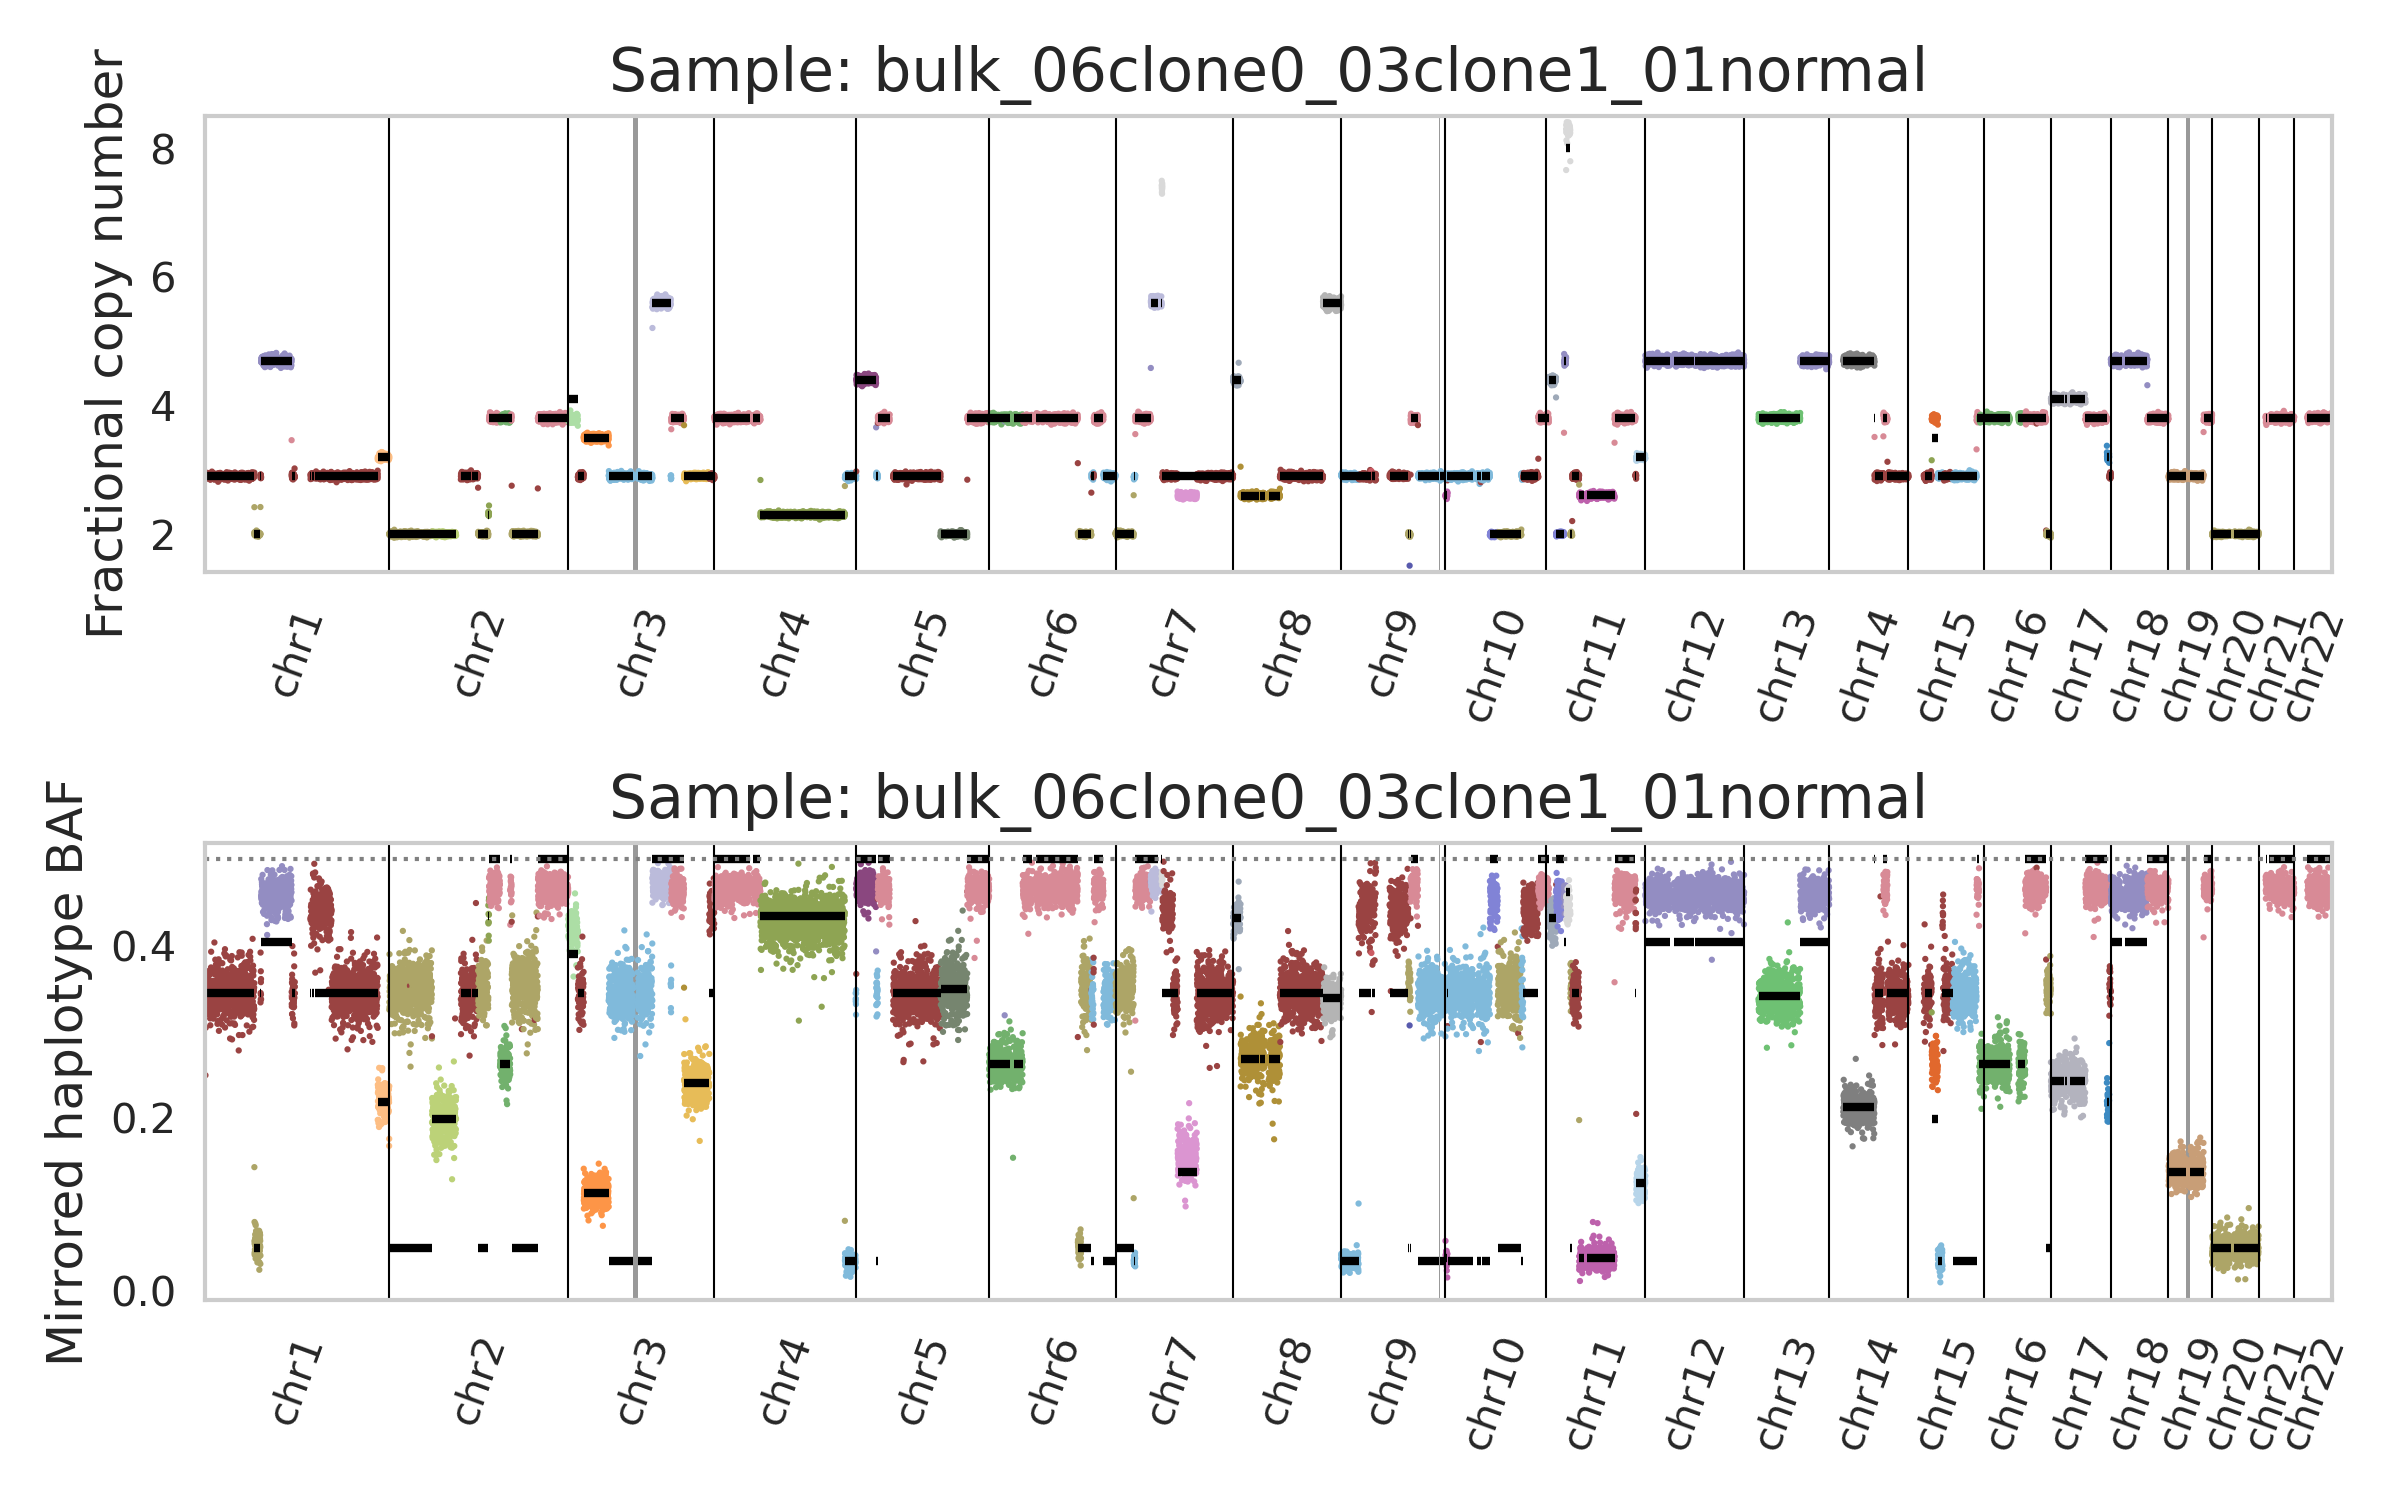 Sample: bulk_06clone0_03clone1_01normal
Fractional copy number
8
6
4
2
chr1 chr2 chr3 chr4 chr5 chr6 chr7 chr8 chr9 chr10 chr11 chr12 chr13 chr14 chr15 chr16 chr17 chr18 chr19 chr20 chr21 chr22
Sample: bulk_06clone0_03clone1_01normal
Mirrored haplotype BAF
0.4
0.2
0.0
chr1 chr2 chr3 chr4 chr5 chr6 chr7 chr8 chr9 chr10 chr11 chr12 chr13 chr14 chr15 chr16 chr17 chr18 chr19 chr20 chr21 chr22